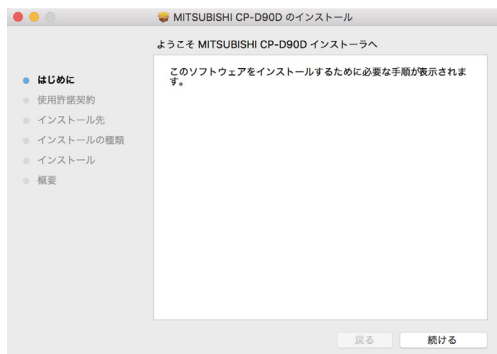 MITSUBISHI CP-D90D のインストール
ようこそ MITSUBISHI CP-D90D インストーラへ
はじめに
使用許諾契約
インストール先
インストールの種類
インストール
概要
このソフトウェアをインストールするために必要な手順が表示されま
す。
戻る
続ける